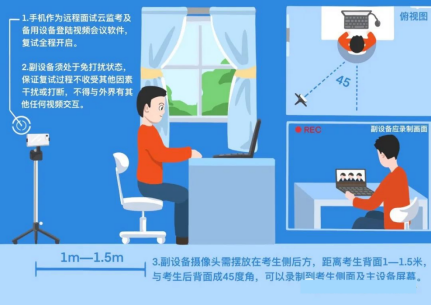 1.手机作为远程面试云监考及
备用设备登陆视频会议软件，
复试全程开启。
2.副设备须处于免打扰状态，
保证复试过程不收受其他因素
干扰或打断，不得与外界有其
他任何视频交互。
俯视图
45
REC
副设备应录制画面
1m—1.5m
3.副设备摄像头需摆放在考生侧后方，距离考生背面1—1.5米，
与考生后背面成45度角，可以录制到考生侧面及主设备屏幕。